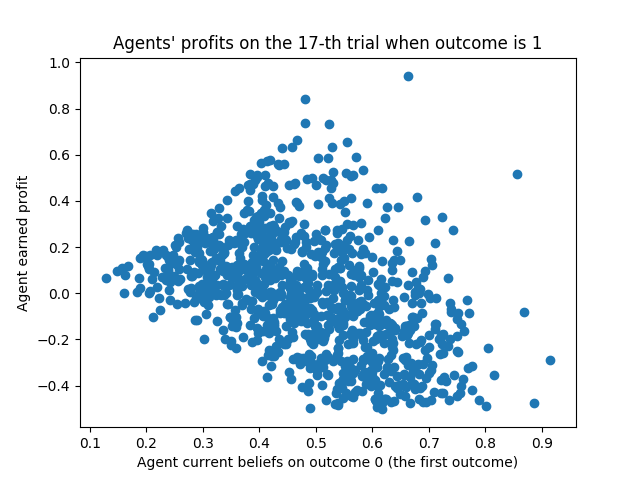 Agents' profits on the 17-th trial when outcome is 1
Agent earned profit
1.0
0.8
0.6
0.4
0.2
0.0
−0.2
−0.4
0.1 0.2 0.3 0.4 0.5 0.6 0.7 0.8 0.9
Agent current beliefs on outcome 0 (the first outcome)